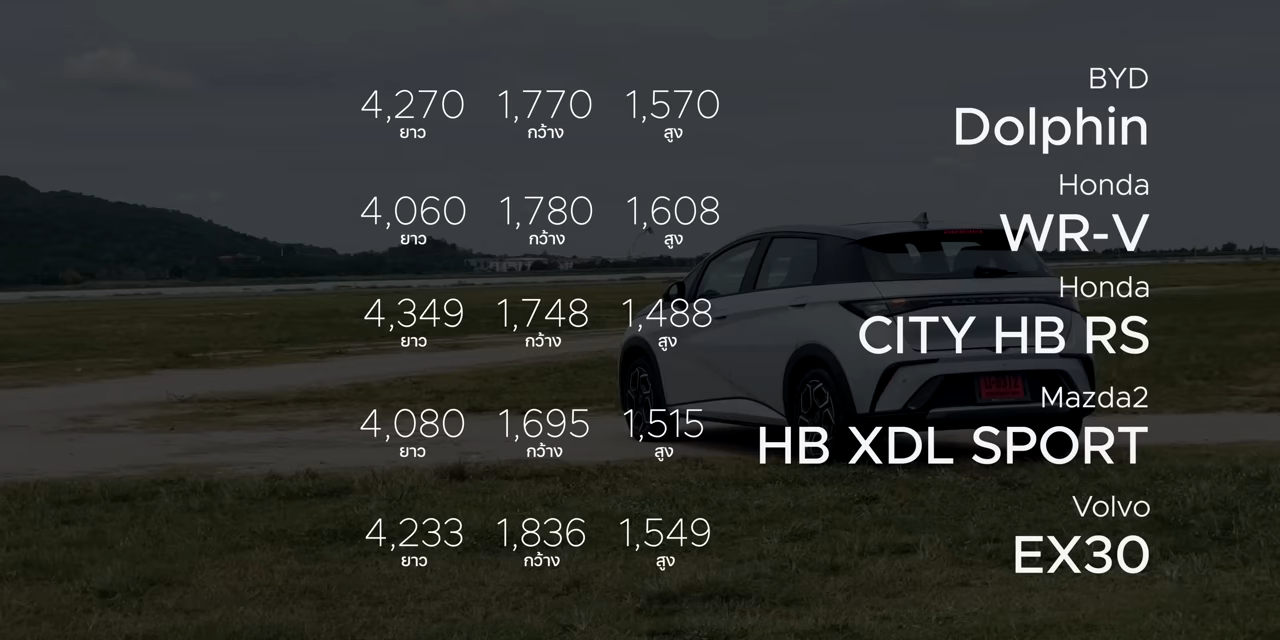 BYD
4,270 1,770 1,570 Dolphin
ยาว กว้าง สูง
Honda
4,060 1,780 1,608 WR-V
ยาว กว้าง สูง
Honda
4,349 1,748 1,488 CITY HB RS
ยาว กว้าง สูง
Mazda2
4,080 1,695 1,515 HB XDL SPORT
ยาว กว้าง สูง
Volvo
4,233 1,836 1,549 EX30
ยาว กว้าง สูง